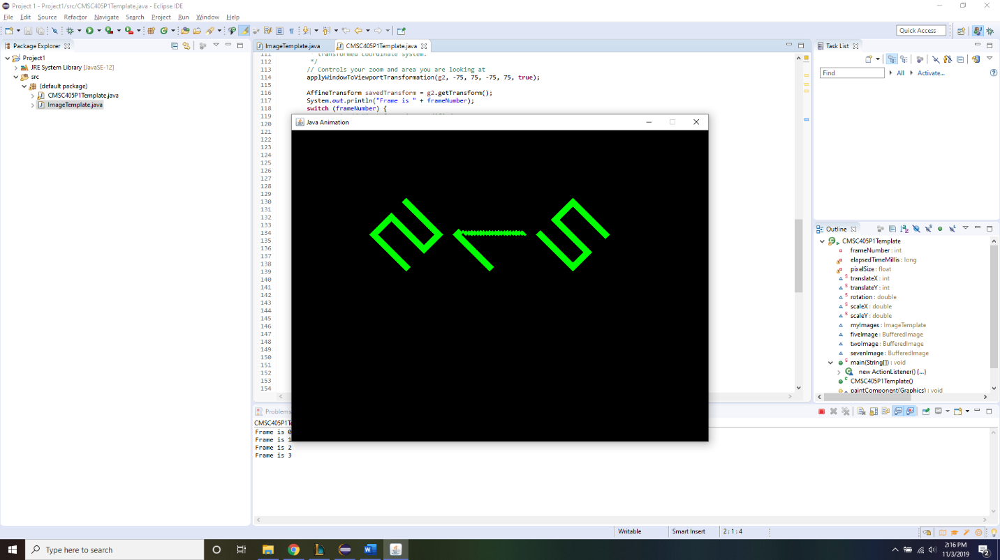 Project 1 - Project1/src/CMSC405P1Template.java - Eclipse IDE
File Edit Source Refactor Navigate Search Project Run Window Help
Quick Access
Package Explorer
Project1
JRE System Library [JavaSE-12]
src
(default package)
CMSC405P1Template.java
ImageTemplate.java
ImageTemplate.java
CMSC405P1Template.java
111 transformed coordinate system.
112 */
113 // Controls your zoom and area you are looking at
114 applyWindowToViewportTransformation(g2, -75, 75, -75, 75, true);
115
116 AffineTransform savedTransform = g2.getTransform();
117 System.out.println("Frame is " + frameNumber);
118 switch (frameNumber) {
119
120
121
122
123
124
125
126
127
128
129
130
131
132
133
134
135
136
137
138
139
140
141
142
143
144
145
146
147
148
149
150
151
152
153
154
Java Animation
2 7 5
Task List
Find
All
Activate...
Outline
CMSC405P1Template
frameNumber : int
elapsedTimeMillis : long
pixelSize : float
translateX : int
translateY : int
rotation : double
scaleX : double
scaleY : double
myImages : ImageTemplate
fiveImage : BufferedImage
twoImage : BufferedImage
sevenImage : BufferedImage
main(String[]) : void
new ActionListener() {...}
CMSC405P1Template()
paintComponent(Graphics) : void
Problems
CMSC405P1T
Frame is 0
Frame is 1
Frame is 2
Frame is 3
Writable
Smart Insert
2 : 1 : 4
Type here to search
2:16 PM
11/3/2019
2